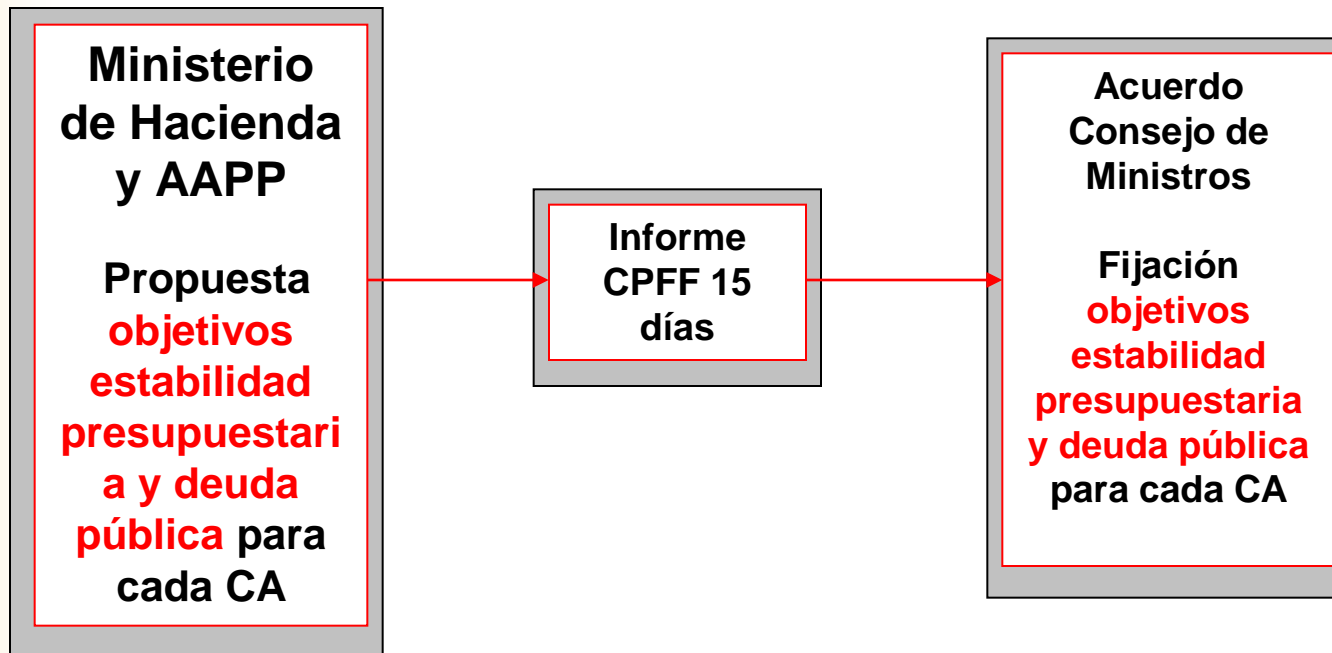 Ministerio
de Hacienda
y AAPP
Propuesta
objetivos
estabilidad
presupuestari
a y deuda
pública para
cada CA
Informe
CPFF 15
días
Acuerdo
Consejo de
Ministros
Fijación
objetivos
estabilidad
presupuestaria
y deuda pública
para cada CA